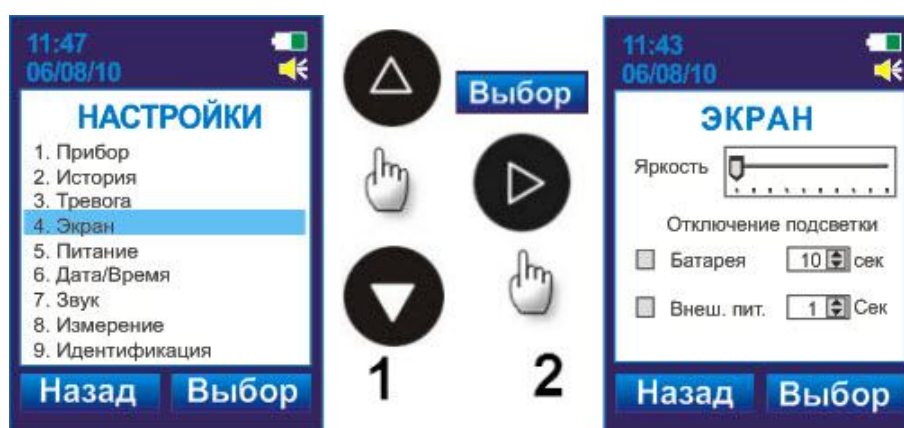 11:47
06/08/10
НАСТРОЙКИ
1. Прибор
2. История
3. Тревога
4. Экран
5. Питание
6. Дата/Время
7. Звук
8. Измерение
9. Идентификация
Назад Выбор
Выбор
1 2
11:43
06/08/10
ЭКРАН
Яркость
Отключение подсветки
Батарея 10 сек
Внеш. пит. 1 Сек
Назад Выбор